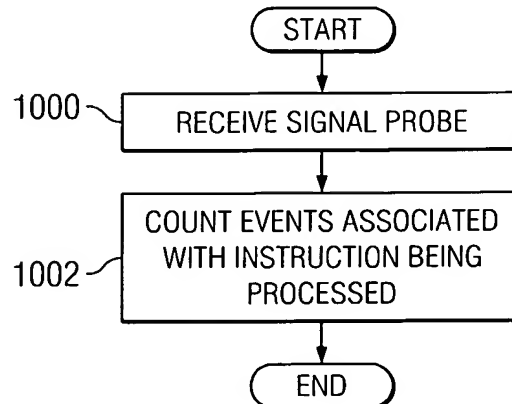 START
1000
RECEIVE SIGNAL PROBE
1002
COUNT EVENTS ASSOCIATED
WITH INSTRUCTION BEING
PROCESSED
END